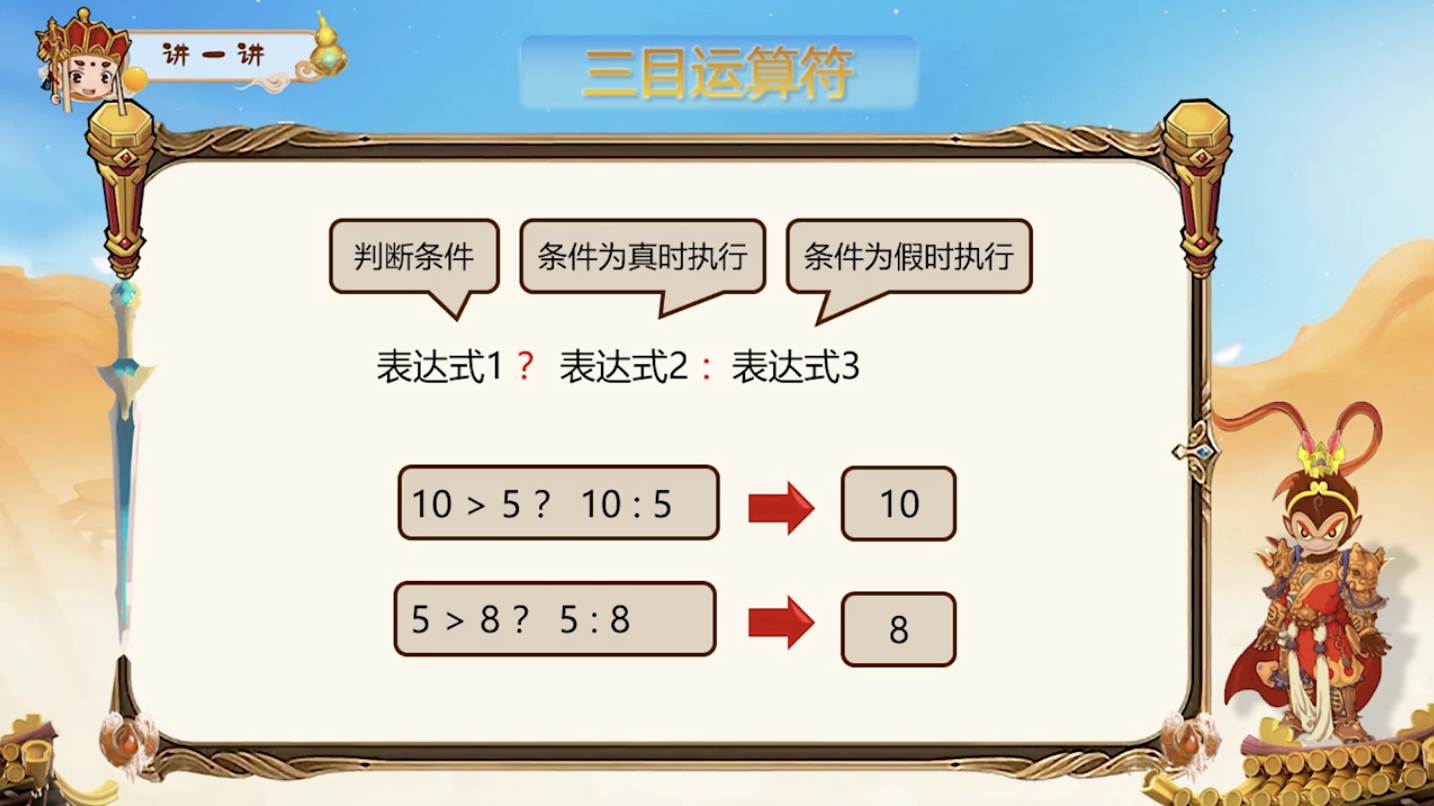 讲一讲
三目运算符
判断条件
条件为真时执行
条件为假时执行
表达式1 ? 表达式2 : 表达式3
10 > 5 ? 10 : 5
10
5 > 8 ? 5 : 8
8